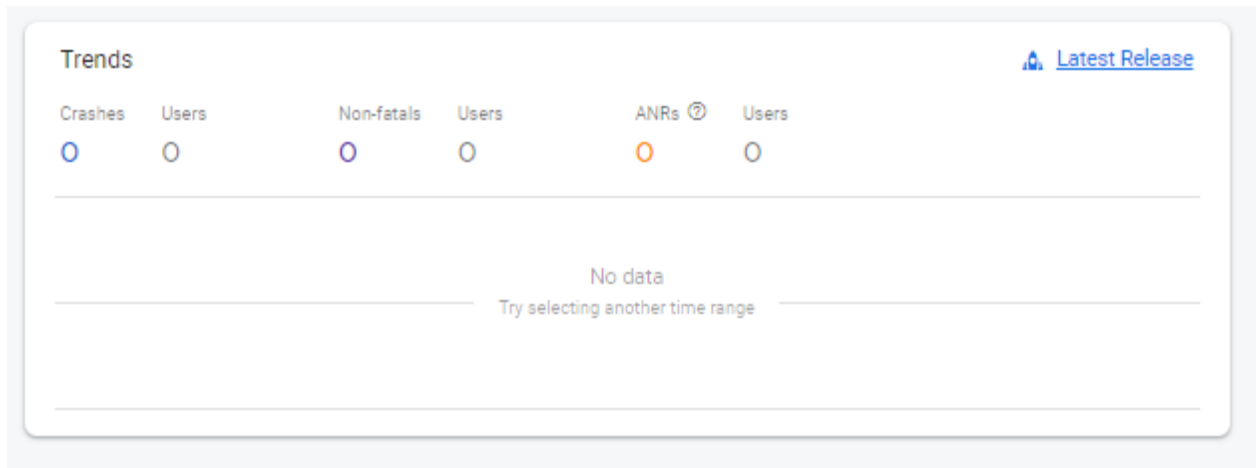 Trends Latest Release
Crashes Users Non-fatals Users ANRs Users
0 0 0 0 0 0
No data
Try selecting another time range